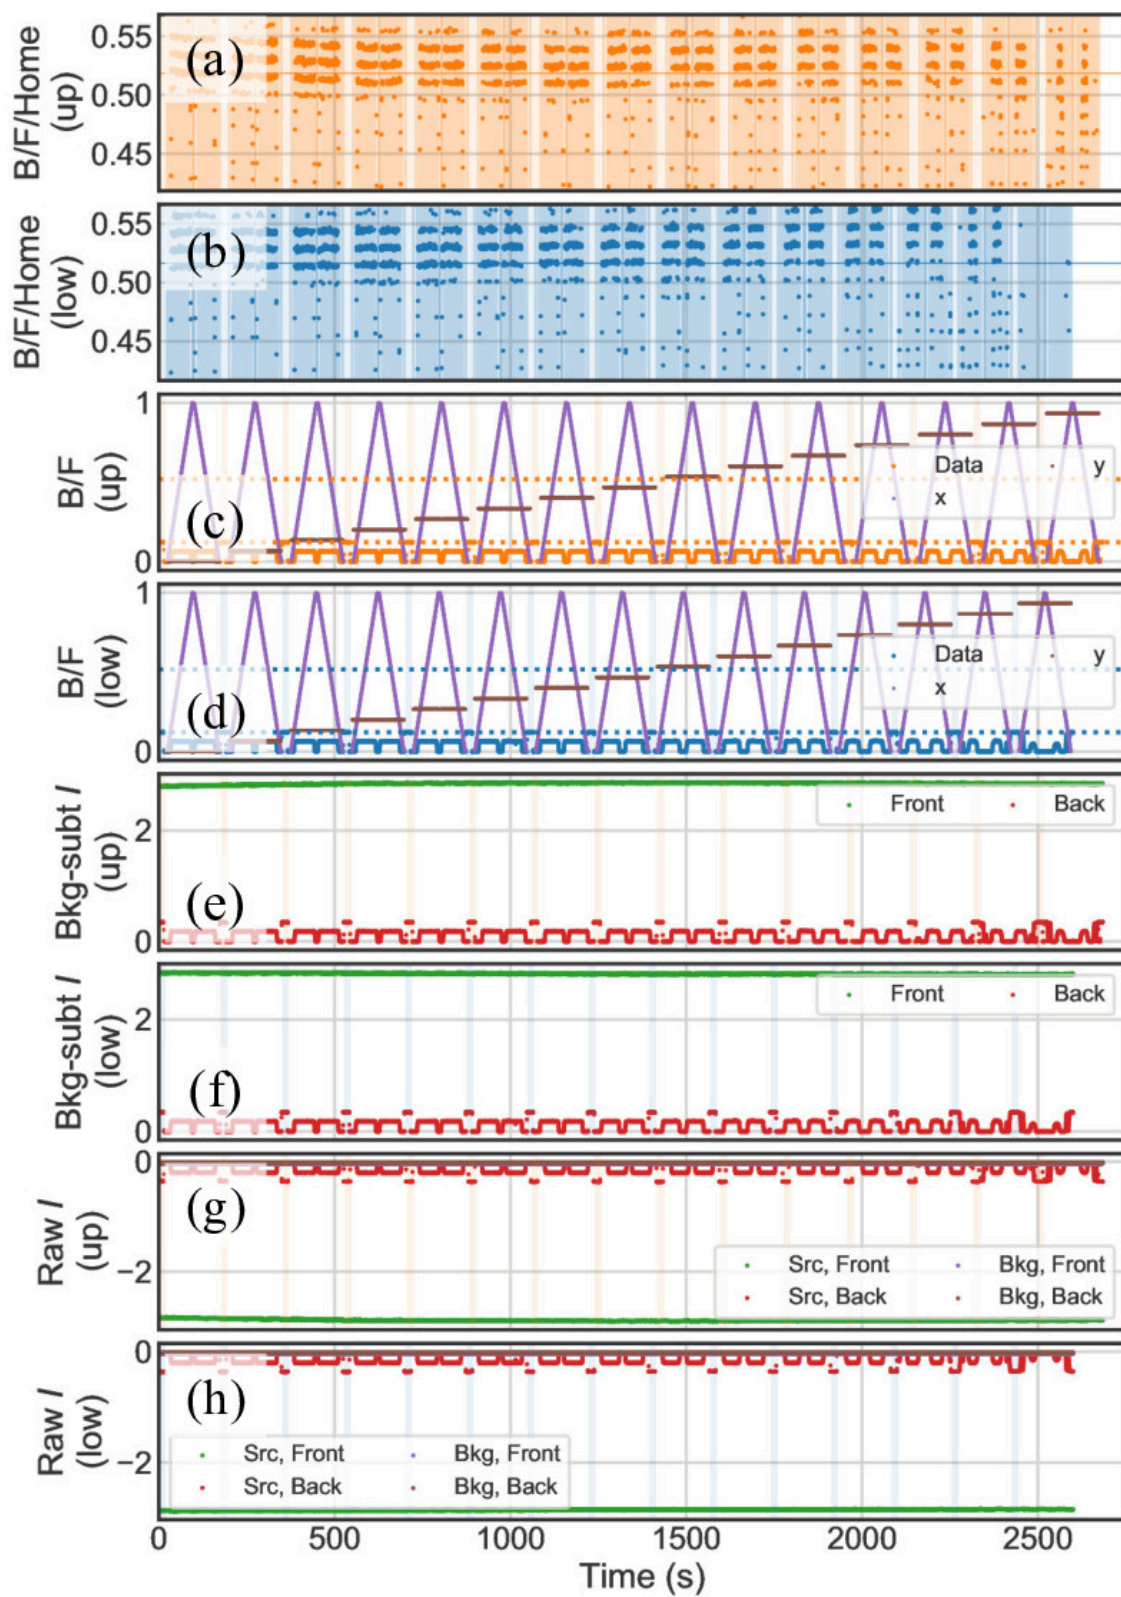 B/F/Home
(up)
0.55
0.50
0.45
(a)
B/F/Home
(low)
0.55
0.50
0.45
(b)
B/F
(up)
1
0
(c)
Data y
x
B/F
(low)
1
0
(d)
Data y
x
Bkg-subt I
(up)
2
0
(e)
Front Back
Bkg-subt I
(low)
2
0
(f)
Front Back
Raw I
(up)
0
−2
(g)
Src, Front Bkg, Front
Src, Back Bkg, Back
Raw I
(low)
0
−2
(h)
Src, Front Bkg, Front
Src, Back Bkg, Back
0 500 1000 1500 2000 2500
Time (s)